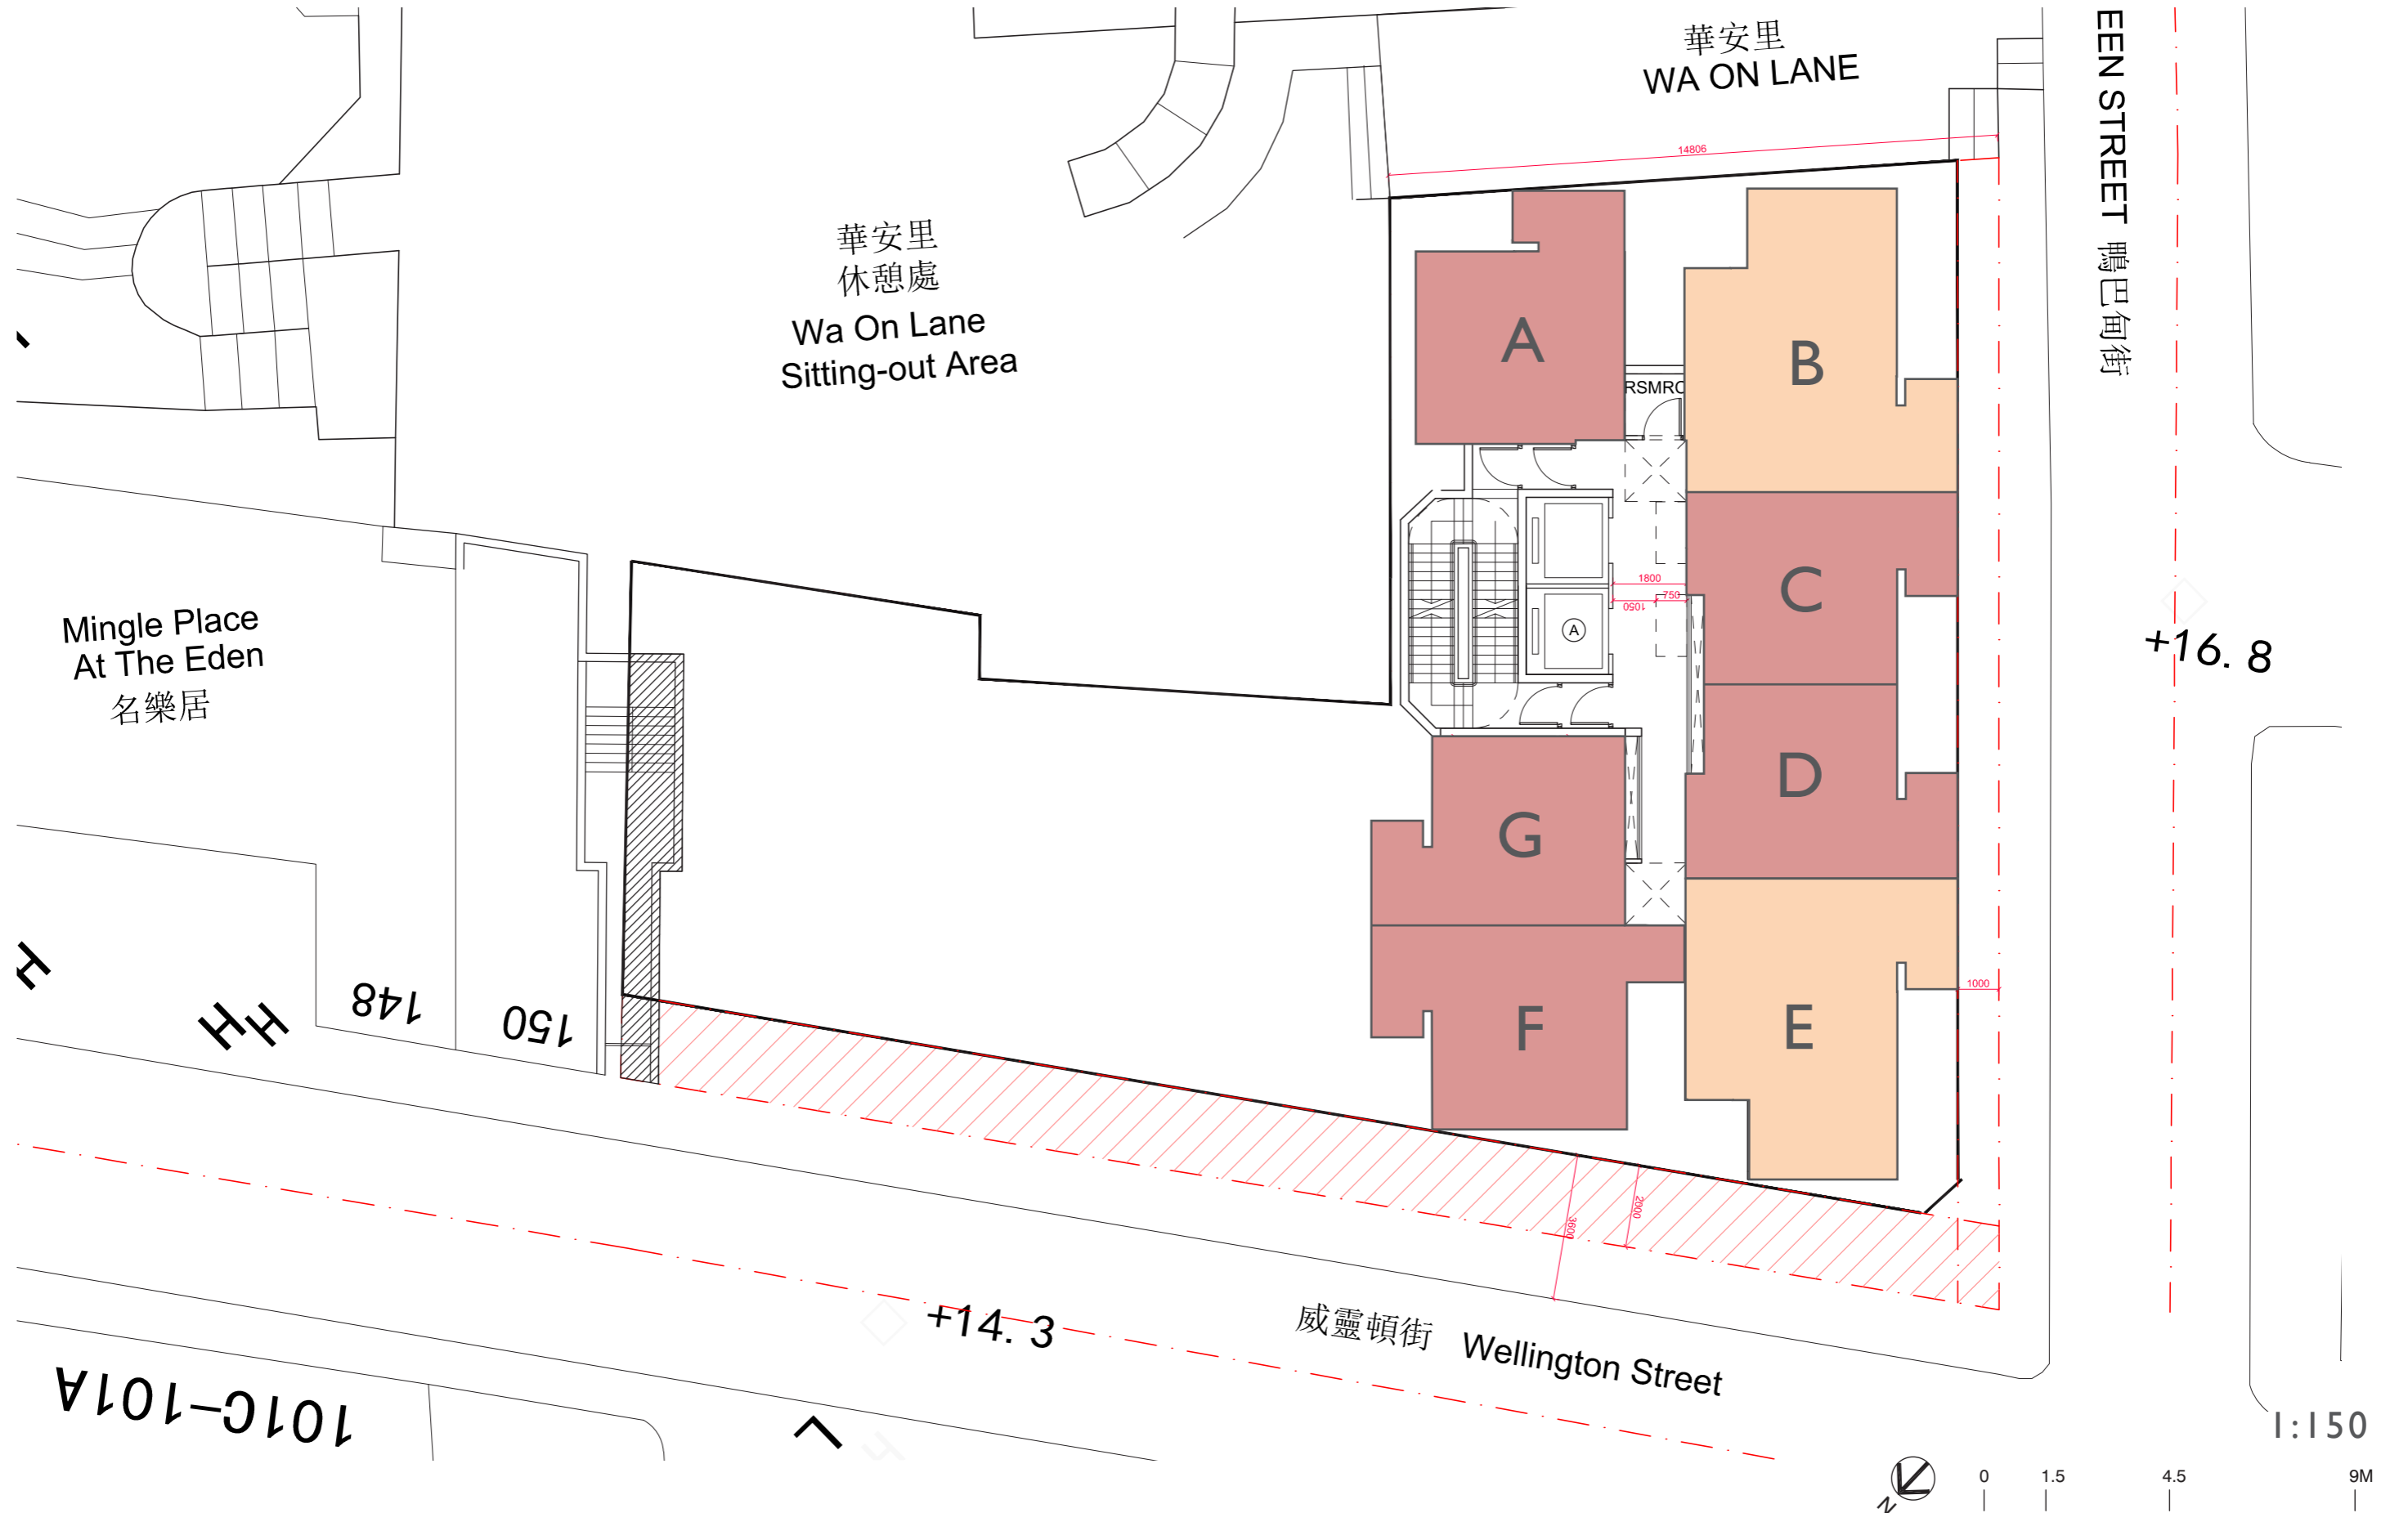 華安里
WA ON LANE
EEN STREET 鴨巴甸街
14806
華安里
休憩處
Wa On Lane
Sitting-out Area
A
B
RSMRC
C
1800
750
1050
A
Mingle Place
At The Eden
名樂居
+16.8
D
G
F
E
1000
H
HH
148
150
2000
3600
+14.3
威靈頓街 Wellington Street
101C-101A
1:150
N
0 1.5 4.5 9M